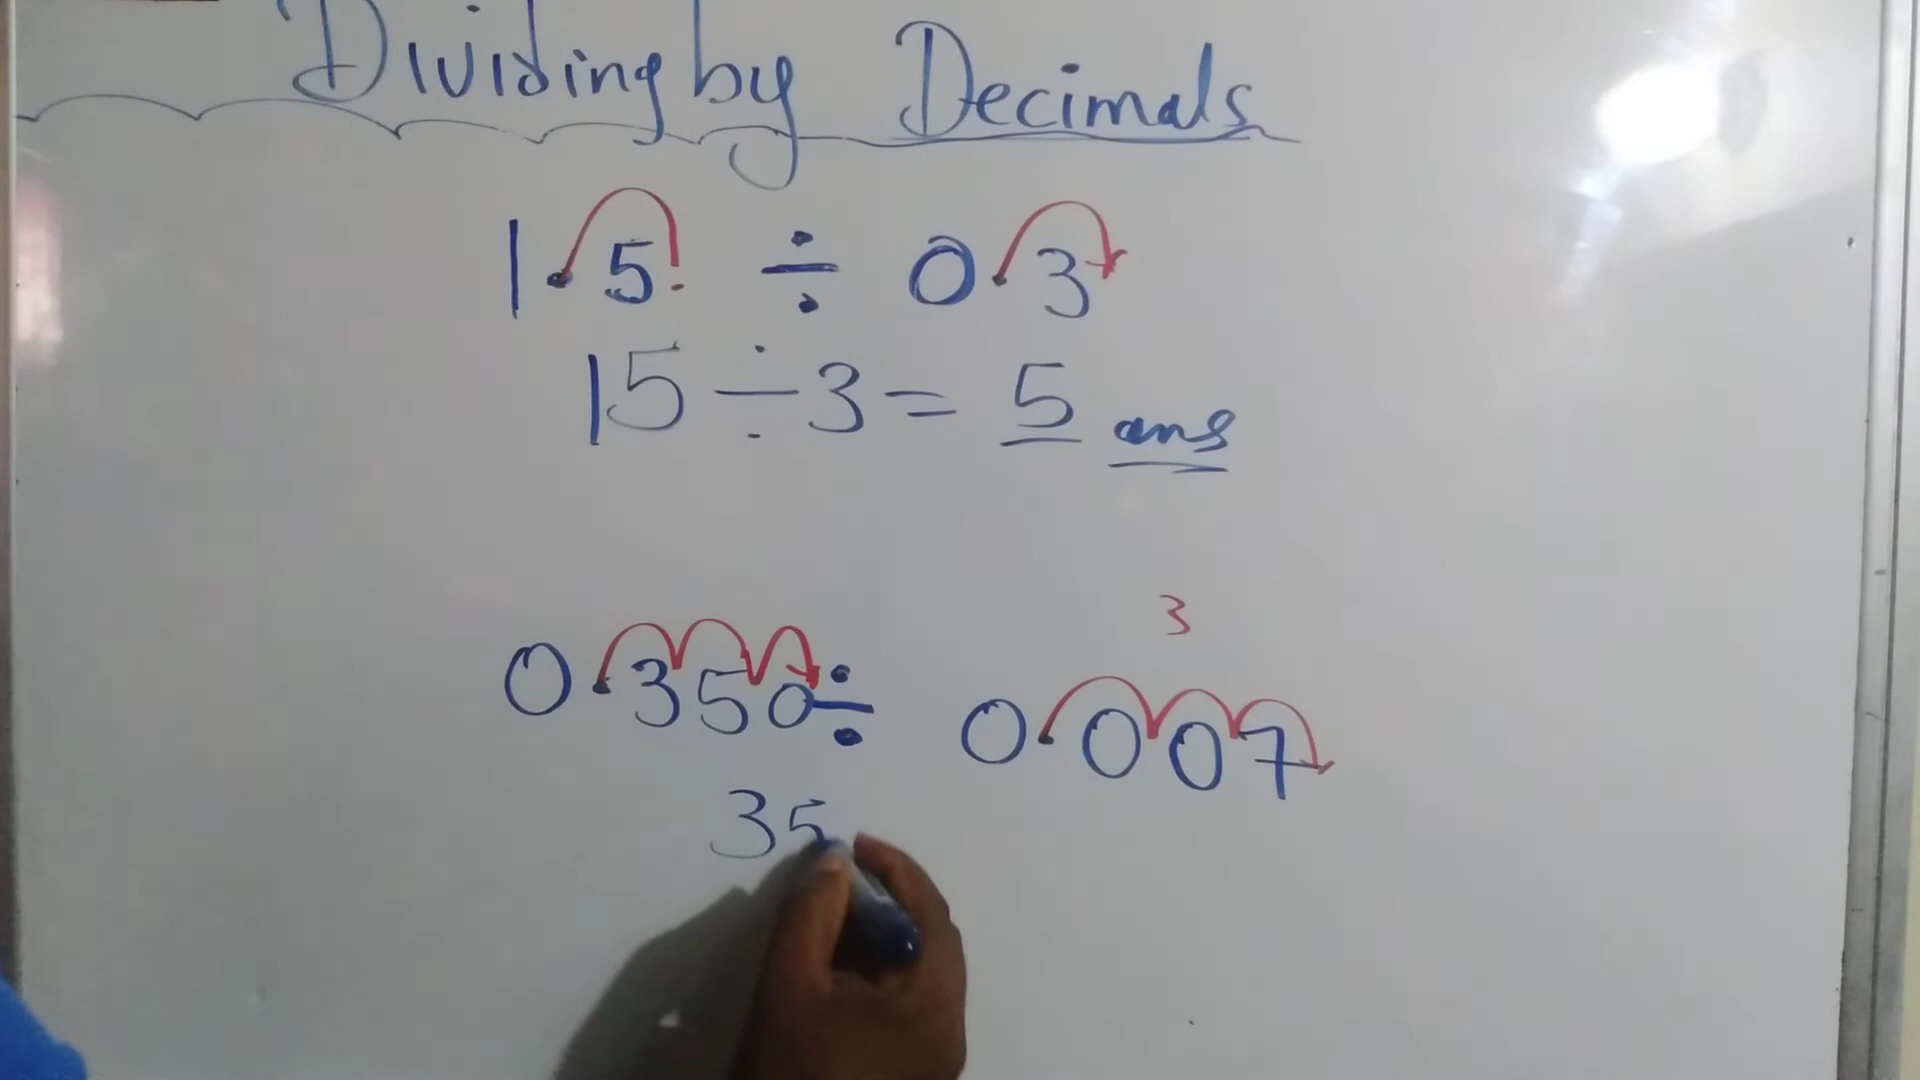 Dividing by Decimals
1.5. ÷ 0.3
15 ÷ 3 = 5 ans
3
0.350 ÷ 0.007
35